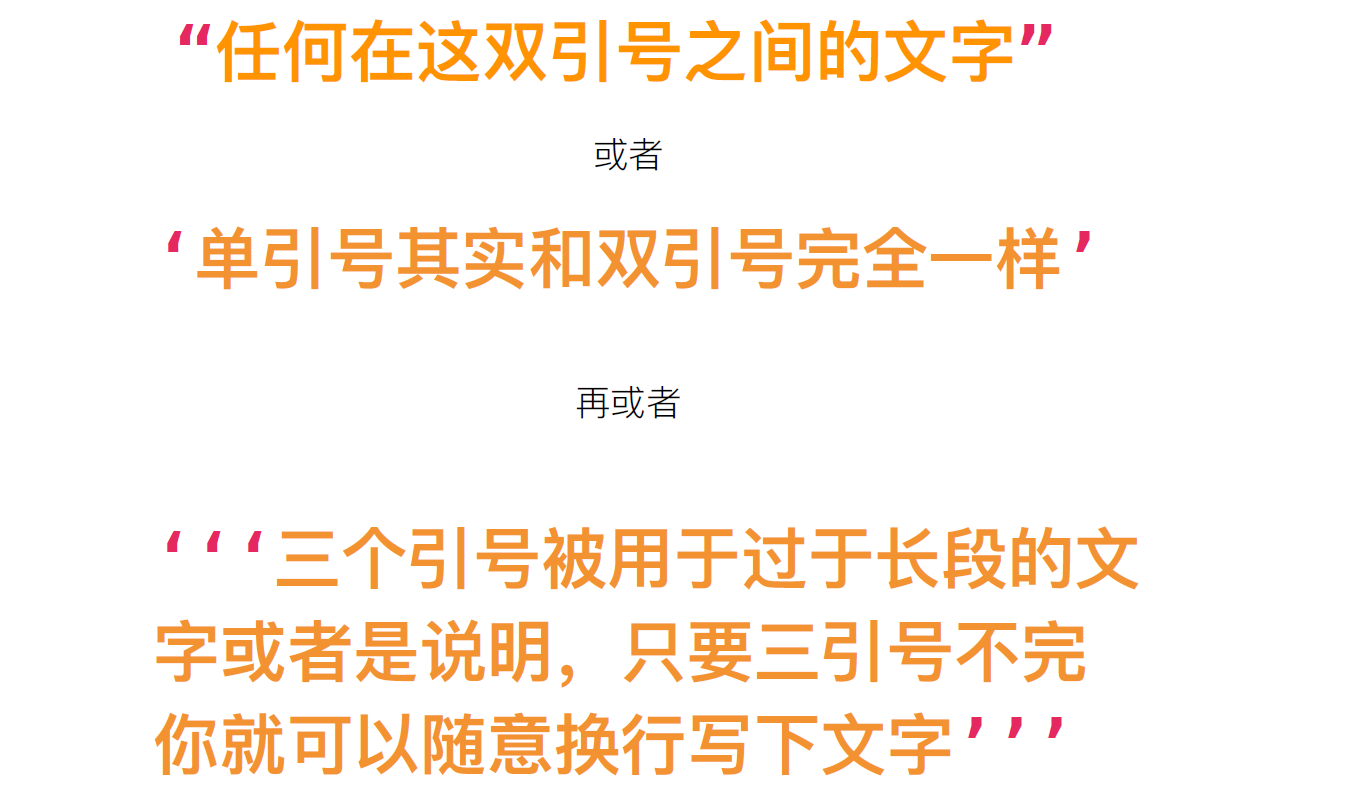 “任何在这双引号之间的文字”
或者
‘单引号其实和双引号完全一样’
再或者
‘‘‘三个引号被用于过于长段的文
字或者是说明，只要三引号不完
你就可以随意换行写下文字’’’